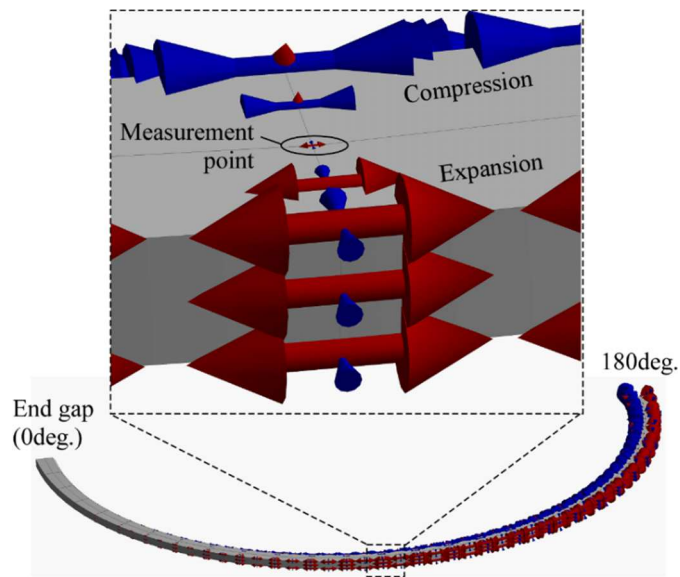 Compression
Measurement
point
Expansion
180deg.
End gap
(0deg.)